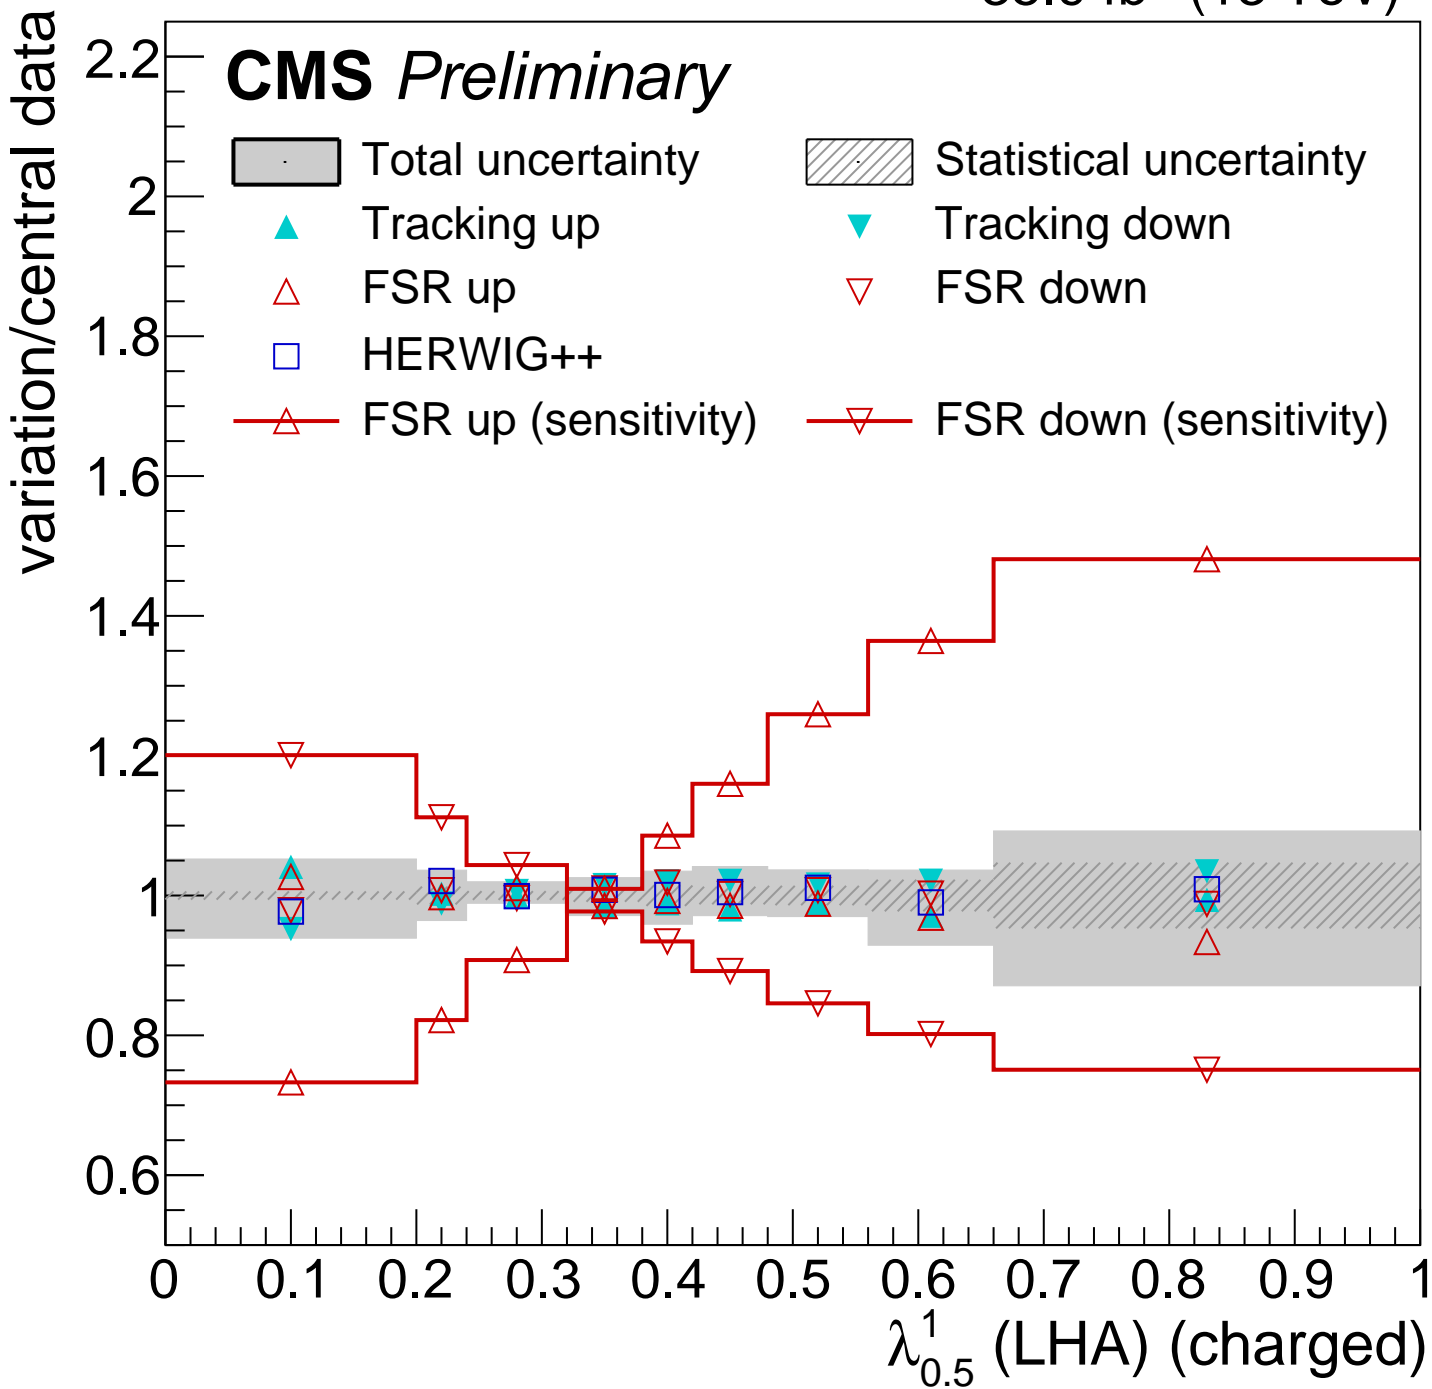 (13 TeV)
variation/central data
CMS Preliminary
Total uncertainty
Statistical uncertainty
Tracking up
Tracking down
FSR up
FSR down
HERWIG++
FSR up (sensitivity)
FSR down (sensitivity)
2.2
2
1.8
1.6
1.4
1.2
1
0.8
0.6
0 0.1 0.2 0.3 0.4 0.5 0.6 0.7 0.8 0.9 1
λ¹₀.₅ (LHA) (charged)